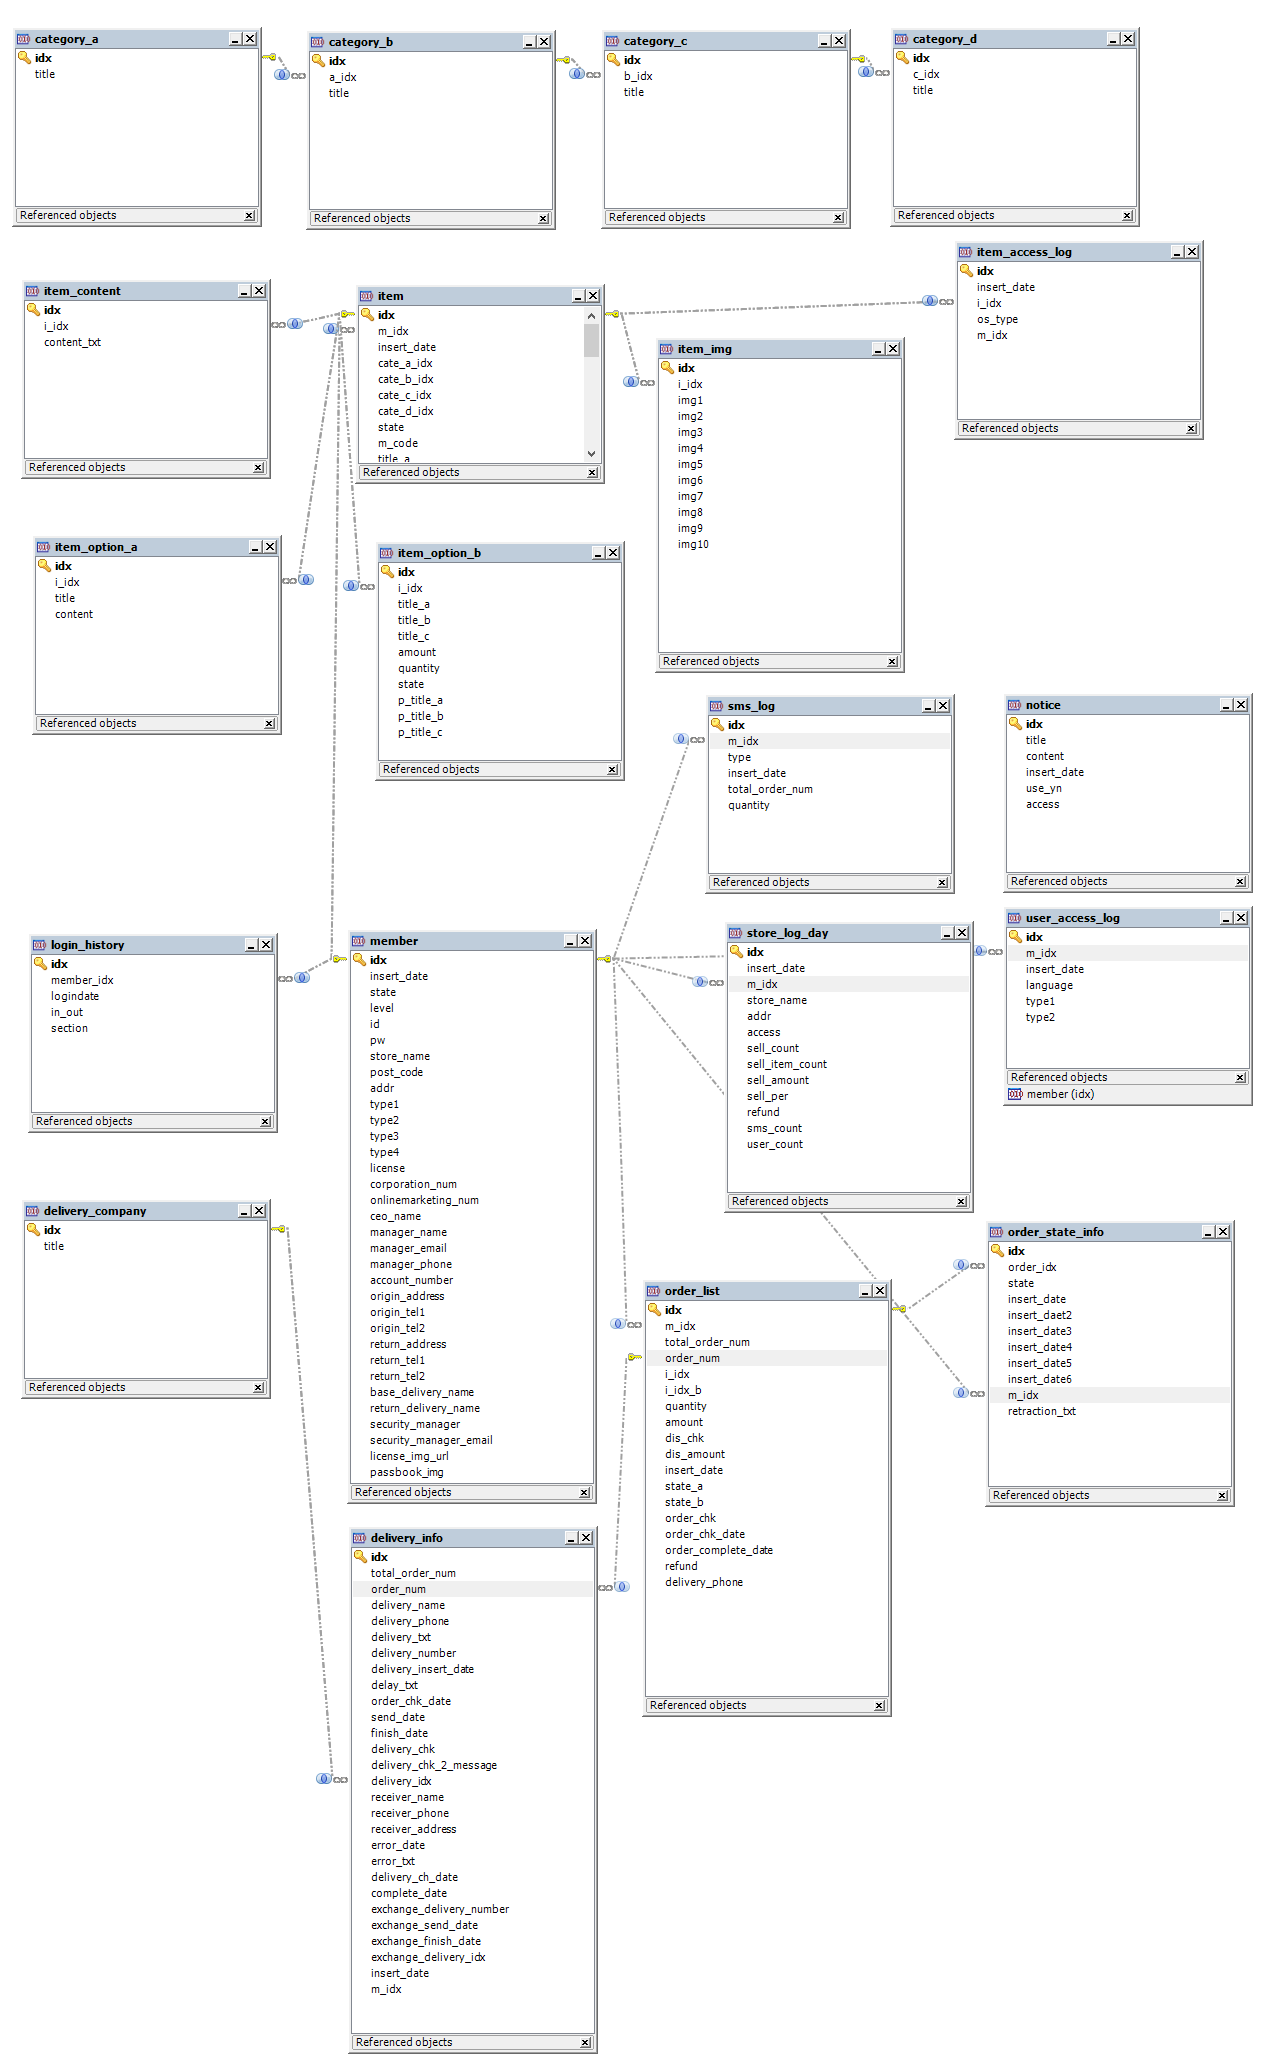 category_a
idx
title
Referenced objects
category_b
idx
a_idx
title
Referenced objects
category_c
idx
b_idx
title
Referenced objects
category_d
idx
c_idx
title
Referenced objects
item_content
idx
i_idx
content_txt
Referenced objects
item
idx
m_idx
insert_date
cate_a_idx
cate_b_idx
cate_c_idx
cate_d_idx
state
m_code
title_a
Referenced objects
item_img
idx
i_idx
img1
img2
img3
img4
img5
img6
img7
img8
img9
img10
Referenced objects
item_access_log
idx
insert_date
i_idx
os_type
m_idx
Referenced objects
item_option_a
idx
i_idx
title
content
Referenced objects
item_option_b
idx
i_idx
title_a
title_b
title_c
amount
quantity
state
p_title_a
p_title_b
p_title_c
Referenced objects
sms_log
idx
m_idx
type
insert_date
total_order_num
quantity
Referenced objects
notice
idx
title
content
insert_date
use_yn
access
Referenced objects
login_history
idx
member_idx
logindate
in_out
section
Referenced objects
member
idx
insert_date
state
level
id
pw
store_name
post_code
addr
type1
type2
type3
type4
license
corporation_num
onlinemarketing_num
ceo_name
manager_name
manager_email
manager_phone
account_number
origin_address
origin_tel1
origin_tel2
return_address
return_tel1
return_tel2
base_delivery_name
return_delivery_name
security_manager
security_manager_email
license_img_url
passbook_img
Referenced objects
store_log_day
idx
insert_date
m_idx
store_name
addr
access
sell_count
sell_item_count
sell_amount
sell_per
refund
sms_count
user_count
Referenced objects
user_access_log
idx
m_idx
insert_date
language
type1
type2
Referenced objects
member (idx)
delivery_company
idx
title
Referenced objects
order_list
idx
m_idx
total_order_num
order_num
i_idx
i_idx_b
quantity
amount
dis_chk
dis_amount
insert_date
state_a
state_b
order_chk
order_chk_date
order_complete_date
refund
delivery_phone
Referenced objects
order_state_info
idx
order_idx
state
insert_date
insert_daet2
insert_date3
insert_date4
insert_date5
insert_date6
m_idx
retraction_txt
Referenced objects
delivery_info
idx
total_order_num
order_num
delivery_name
delivery_phone
delivery_txt
delivery_number
delivery_insert_date
delay_txt
order_chk_date
send_date
finish_date
delivery_chk
delivery_chk_2_message
delivery_idx
receiver_name
receiver_phone
receiver_address
error_date
error_txt
delivery_ch_date
complete_date
exchange_delivery_number
exchange_send_date
exchange_finish_date
exchange_delivery_idx
insert_date
m_idx
Referenced objects